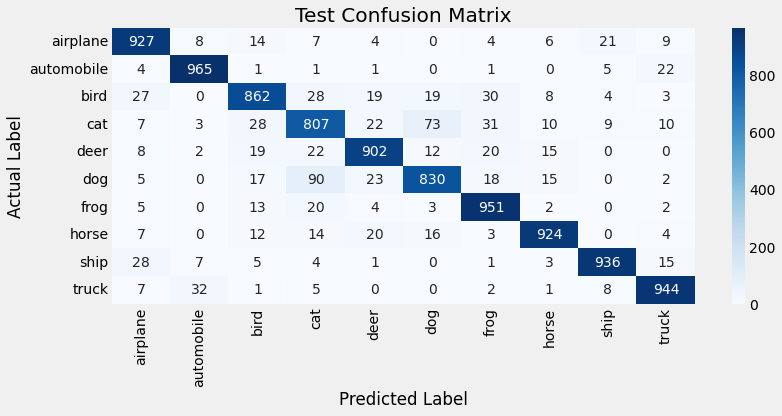 Test Confusion Matrix
Actual Label
airplane 927 8 14 7 4 0 4 6 21 9
automobile 4 965 1 1 1 0 1 0 5 22
bird 27 0 862 28 19 19 30 8 4 3
cat 7 3 28 807 22 73 31 10 9 10
deer 8 2 19 22 902 12 20 15 0 0
dog 5 0 17 90 23 830 18 15 0 2
frog 5 0 13 20 4 3 951 2 0 2
horse 7 0 12 14 20 16 3 924 0 4
ship 28 7 5 4 1 0 1 3 936 15
truck 7 32 1 5 0 0 2 1 8 944
airplane automobile bird cat deer dog frog horse ship truck
Predicted Label
800
600
400
200
0